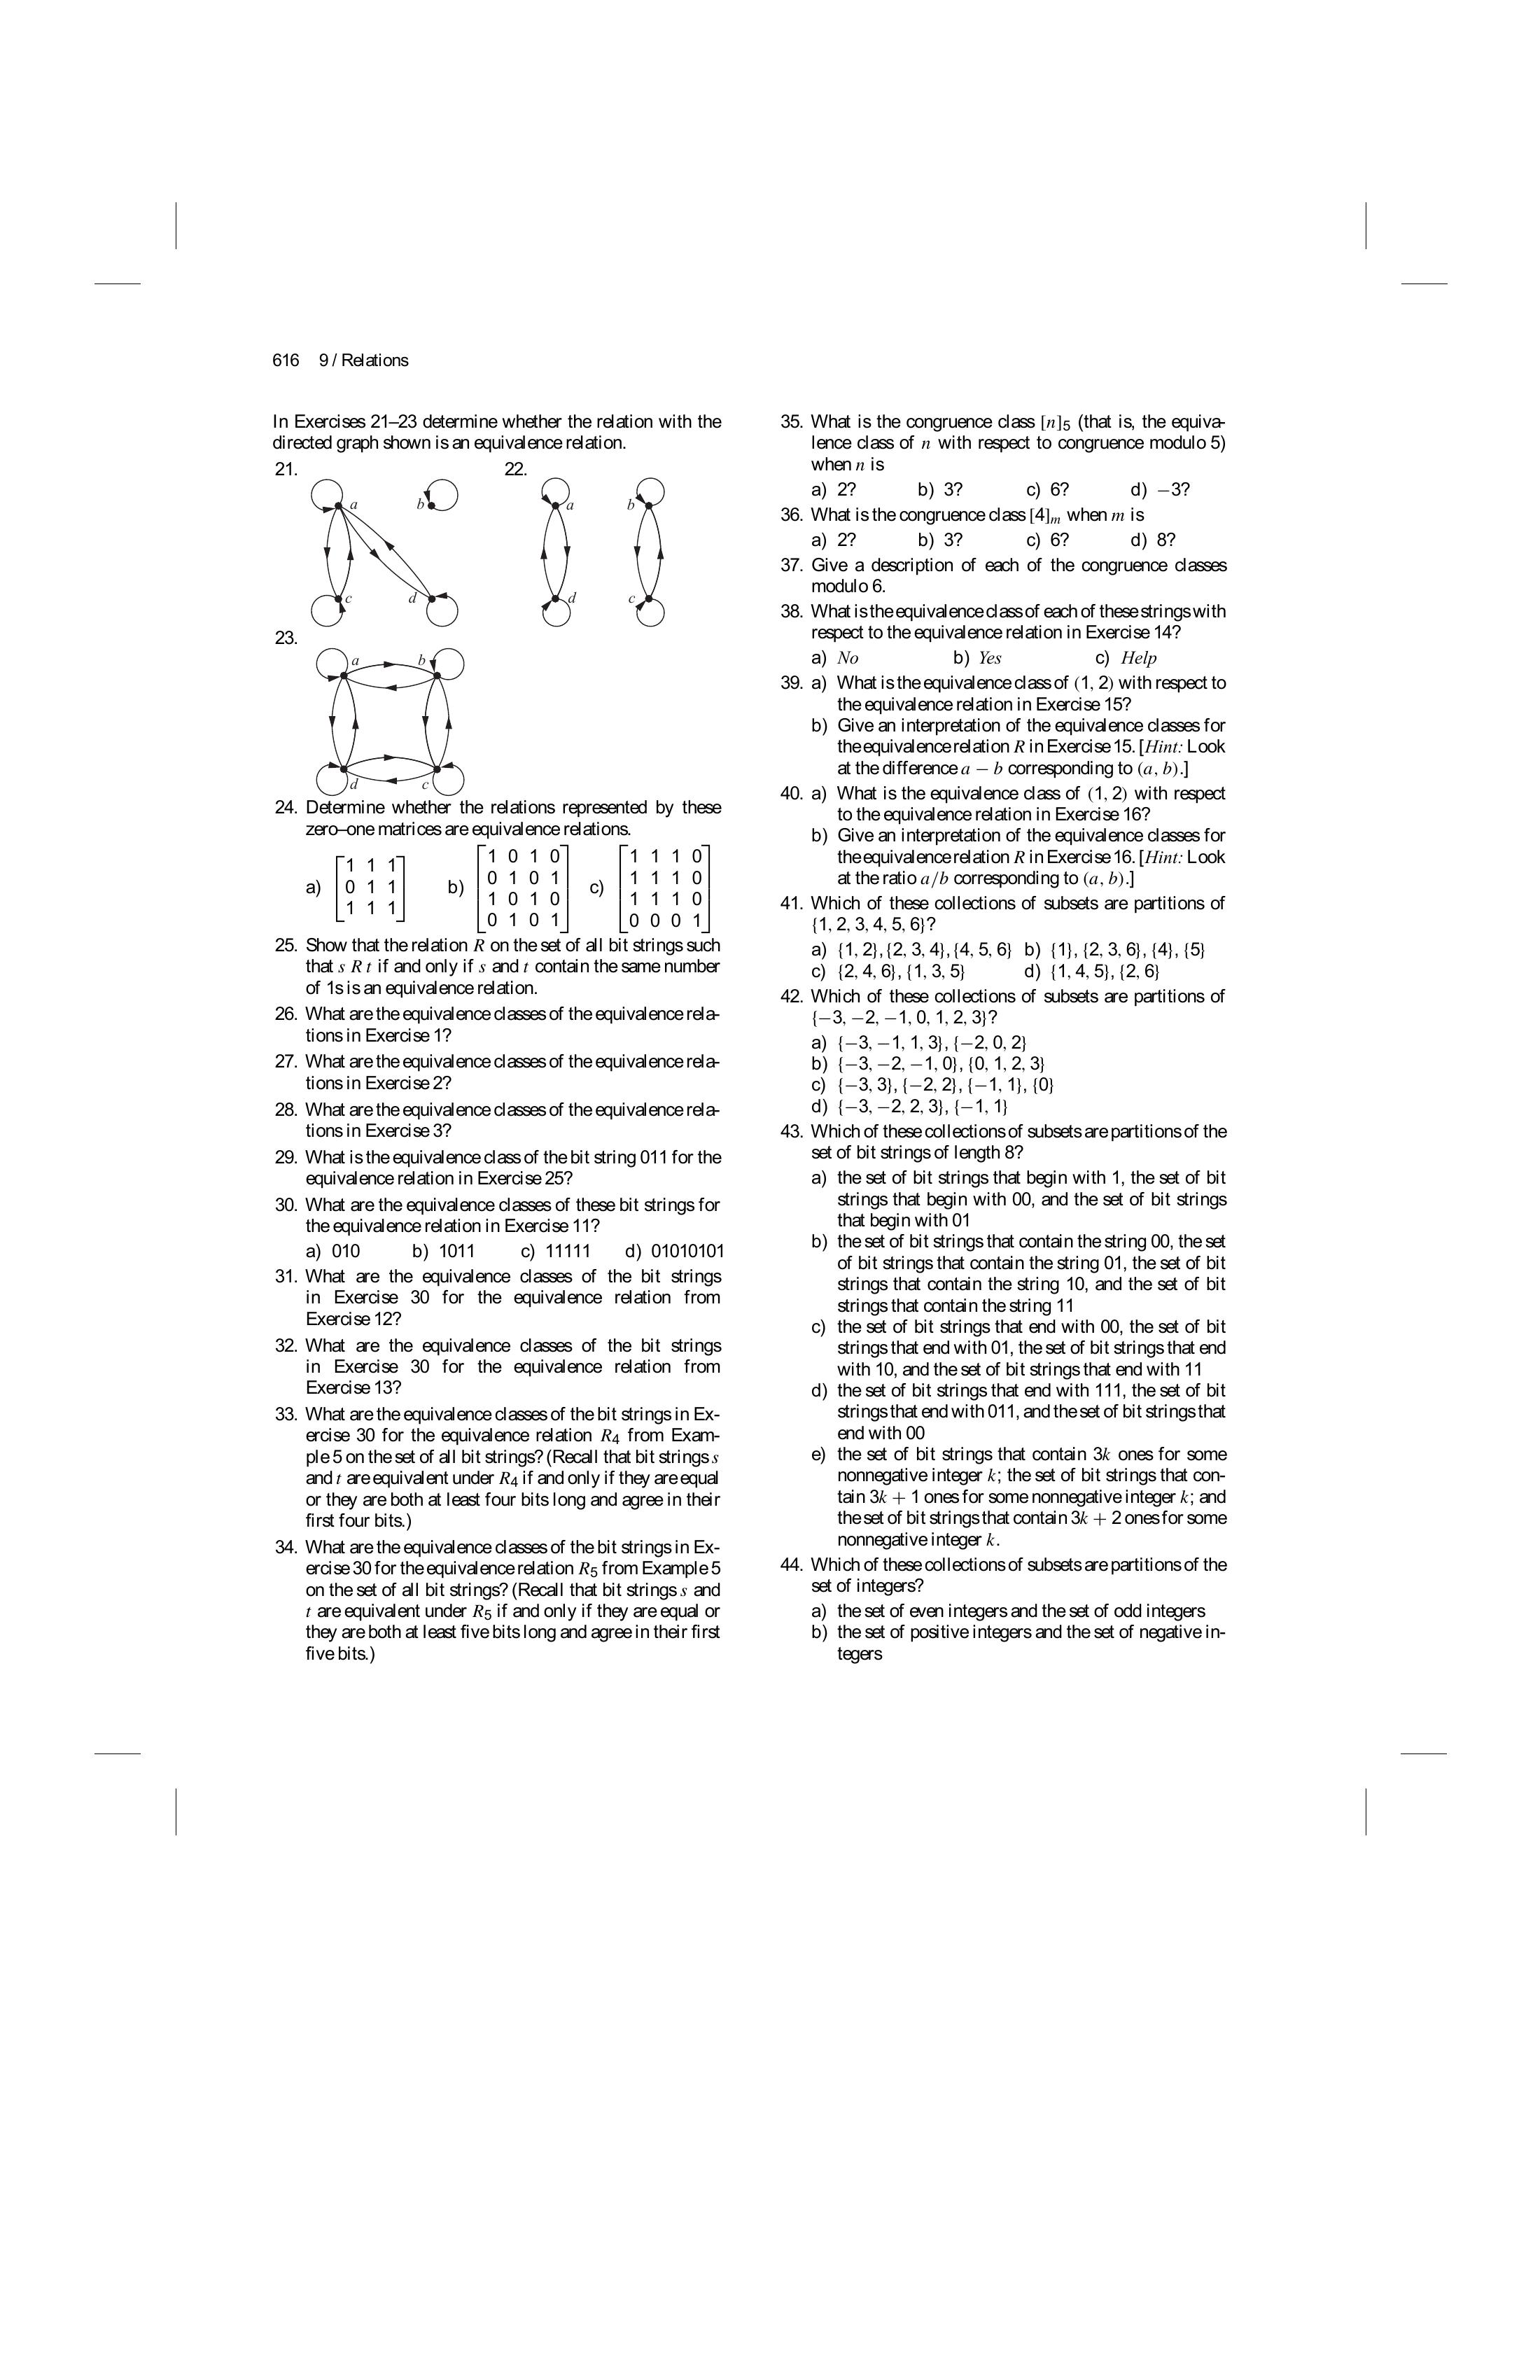 616 9 / Relations
In Exercises 21–23 determine whether the relation with the
directed graph shown is an equivalence relation.
21.
22.
a
b
a
b
c
d
d
c
23.
a
b
d
c
24. Determine whether the relations represented by these
zero–one matrices are equivalence relations.
a)
1 1 1
0 1 1
1 1 1
b)
1 0 1 0
0 1 0 1
1 0 1 0
0 1 0 1
c)
1 1 1 0
1 1 1 0
1 1 1 0
0 0 0 1
25. Show that the relation R on the set of all bit strings such
that s R t if and only if s and t contain the same number
of 1s is an equivalence relation.
26. What are the equivalence classes of the equivalence rela-
tions in Exercise 1?
27. What are the equivalence classes of the equivalence rela-
tions in Exercise 2?
28. What are the equivalence classes of the equivalence rela-
tions in Exercise 3?
29. What is the equivalence class of the bit string 011 for the
equivalence relation in Exercise 25?
30. What are the equivalence classes of these bit strings for
the equivalence relation in Exercise 11?
a) 010 b) 1011 c) 11111 d) 01010101
31. What are the equivalence classes of the bit strings
in Exercise 30 for the equivalence relation from
Exercise 12?
32. What are the equivalence classes of the bit strings
in Exercise 30 for the equivalence relation from
Exercise 13?
33. What are the equivalence classes of the bit strings in Ex-
ercise 30 for the equivalence relation R4 from Exam-
ple 5 on the set of all bit strings? (Recall that bit strings s
and t are equivalent under R4 if and only if they are equal
or they are both at least four bits long and agree in their
first four bits.)
34. What are the equivalence classes of the bit strings in Ex-
ercise 30 for the equivalence relation R5 from Example 5
on the set of all bit strings? (Recall that bit strings s and
t are equivalent under R5 if and only if they are equal or
they are both at least five bits long and agree in their first
five bits.)
35. What is the congruence class [n]5 (that is, the equiva-
lence class of n with respect to congruence modulo 5)
when n is
a) 2? b) 3? c) 6? d) −3?
36. What is the congruence class [4]m when m is
a) 2? b) 3? c) 6? d) 8?
37. Give a description of each of the congruence classes
modulo 6.
38. What is the equivalence class of each of these strings with
respect to the equivalence relation in Exercise 14?
a) No b) Yes c) Help
39. a) What is the equivalence class of (1, 2) with respect to
the equivalence relation in Exercise 15?
b) Give an interpretation of the equivalence classes for
the equivalence relation R in Exercise 15. [Hint: Look
at the difference a − b corresponding to (a, b).]
40. a) What is the equivalence class of (1, 2) with respect
to the equivalence relation in Exercise 16?
b) Give an interpretation of the equivalence classes for
the equivalence relation R in Exercise 16. [Hint: Look
at the ratio a/b corresponding to (a, b).]
41. Which of these collections of subsets are partitions of
{1, 2, 3, 4, 5, 6}?
a) {1, 2}, {2, 3, 4}, {4, 5, 6} b) {1}, {2, 3, 6}, {4}, {5}
c) {2, 4, 6}, {1, 3, 5} d) {1, 4, 5}, {2, 6}
42. Which of these collections of subsets are partitions of
{−3, −2, −1, 0, 1, 2, 3}?
a) {−3, −1, 1, 3}, {−2, 0, 2}
b) {−3, −2, −1, 0}, {0, 1, 2, 3}
c) {−3, 3}, {−2, 2}, {−1, 1}, {0}
d) {−3, −2, 2, 3}, {−1, 1}
43. Which of these collections of subsets are partitions of the
set of bit strings of length 8?
a) the set of bit strings that begin with 1, the set of bit
strings that begin with 00, and the set of bit strings
that begin with 01
b) the set of bit strings that contain the string 00, the set
of bit strings that contain the string 01, the set of bit
strings that contain the string 10, and the set of bit
strings that contain the string 11
c) the set of bit strings that end with 00, the set of bit
strings that end with 01, the set of bit strings that end
with 10, and the set of bit strings that end with 11
d) the set of bit strings that end with 111, the set of bit
strings that end with 011, and the set of bit strings that
end with 00
e) the set of bit strings that contain 3k ones for some
nonnegative integer k; the set of bit strings that con-
tain 3k + 1 ones for some nonnegative integer k; and
the set of bit strings that contain 3k + 2 ones for some
nonnegative integer k.
44. Which of these collections of subsets are partitions of the
set of integers?
a) the set of even integers and the set of odd integers
b) the set of positive integers and the set of negative in-
tegers